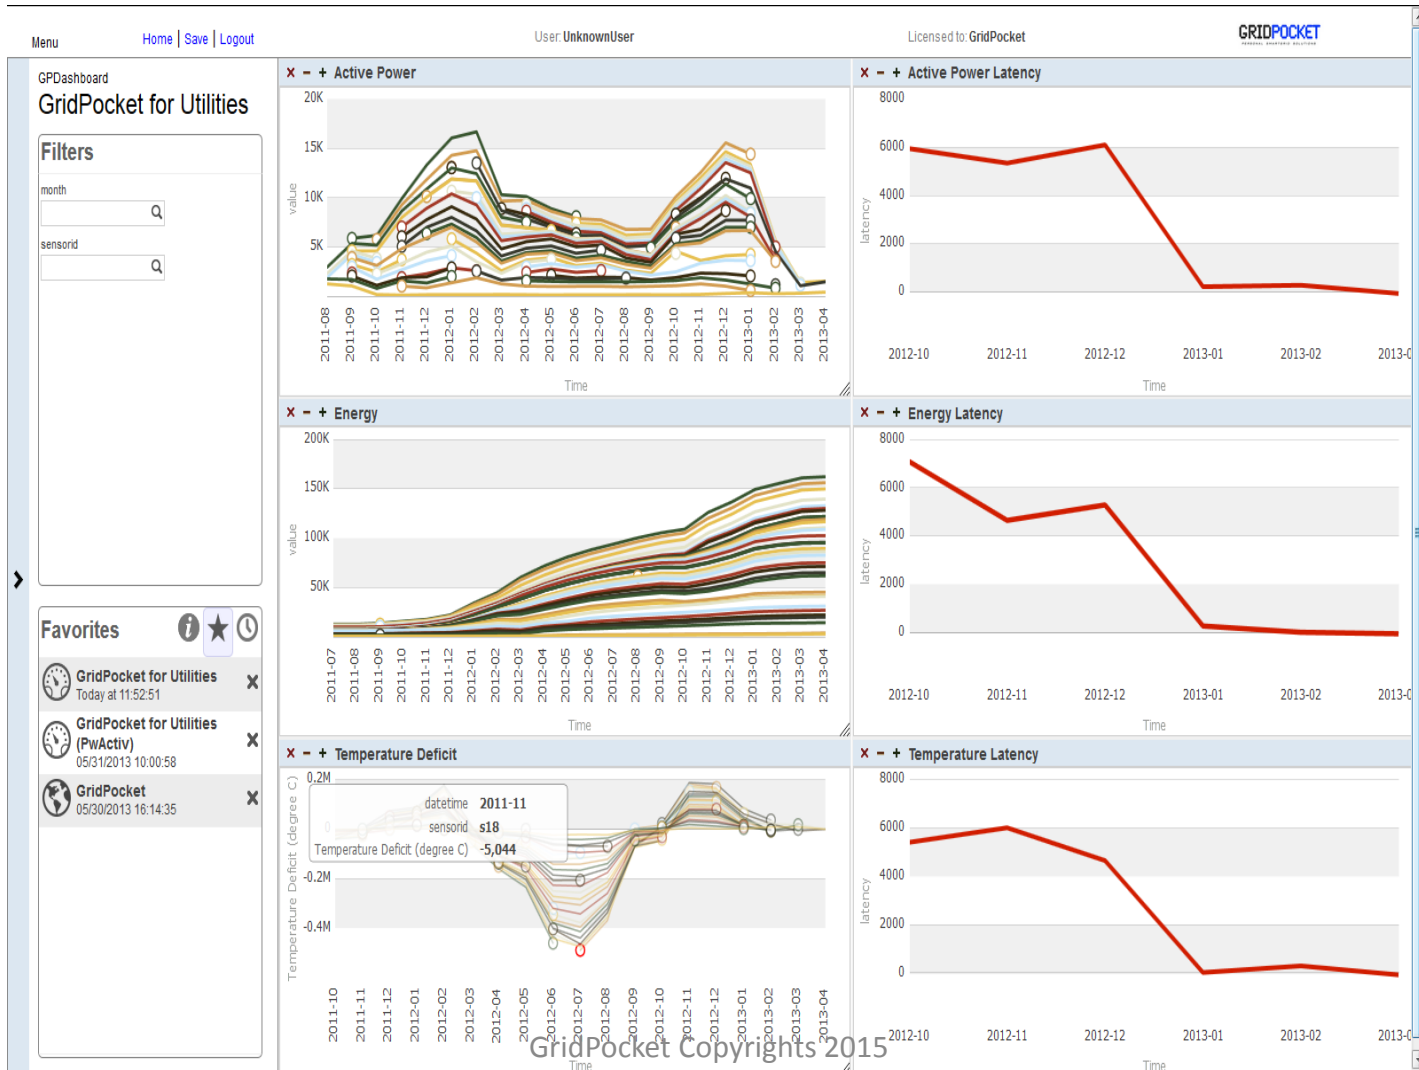 Menu
Home | Save | Logout
User: UnknownUser
Licensed to: GridPocket
GRIDPOCKET
GPDashboard
GridPocket for Utilities
Filters
month
sensorid
Favorites
GridPocket for Utilities
Today at 11:52:51
GridPocket for Utilities
(PwActiv)
05/31/2013 10:00:58
GridPocket
05/30/2013 16:14:35
x - + Active Power
20K
15K
10K
5K
value
2011-08
2011-09
2011-10
2011-11
2011-12
2012-01
2012-02
2012-03
2012-04
2012-05
2012-06
2012-07
2012-08
2012-09
2012-10
2012-11
2012-12
2013-01
2013-02
2013-03
2013-04
Time
x - + Active Power Latency
8000
6000
4000
2000
0
latency
2012-10
2012-11
2012-12
2013-01
2013-02
2013-0
Time
x - + Energy
200K
150K
100K
50K
value
2011-07
2011-08
2011-09
2011-10
2011-11
2011-12
2012-01
2012-02
2012-03
2012-04
2012-05
2012-06
2012-07
2012-08
2012-09
2012-10
2012-11
2012-12
2013-01
2013-02
2013-03
2013-04
Time
x - + Energy Latency
8000
6000
4000
2000
0
latency
2012-10
2012-11
2012-12
2013-01
2013-02
2013-0
Time
x - + Temperature Deficit
0.2M
0
-0.2M
-0.4M
Temperature Deficit (degree C)
datetime 2011-11
sensorid s18
Temperature Deficit (degree C) -5,044
2011-10
2011-11
2011-12
2012-01
2012-02
2012-03
2012-04
2012-05
2012-06
2012-07
2012-08
2012-09
2012-10
2012-11
2012-12
2013-01
2013-02
2013-03
2013-04
Time
x - + Temperature Latency
8000
6000
4000
2000
0
latency
2012-10
2012-11
2012-12
2013-01
2013-02
2013-0
Time
GridPocket Copyrights 2015